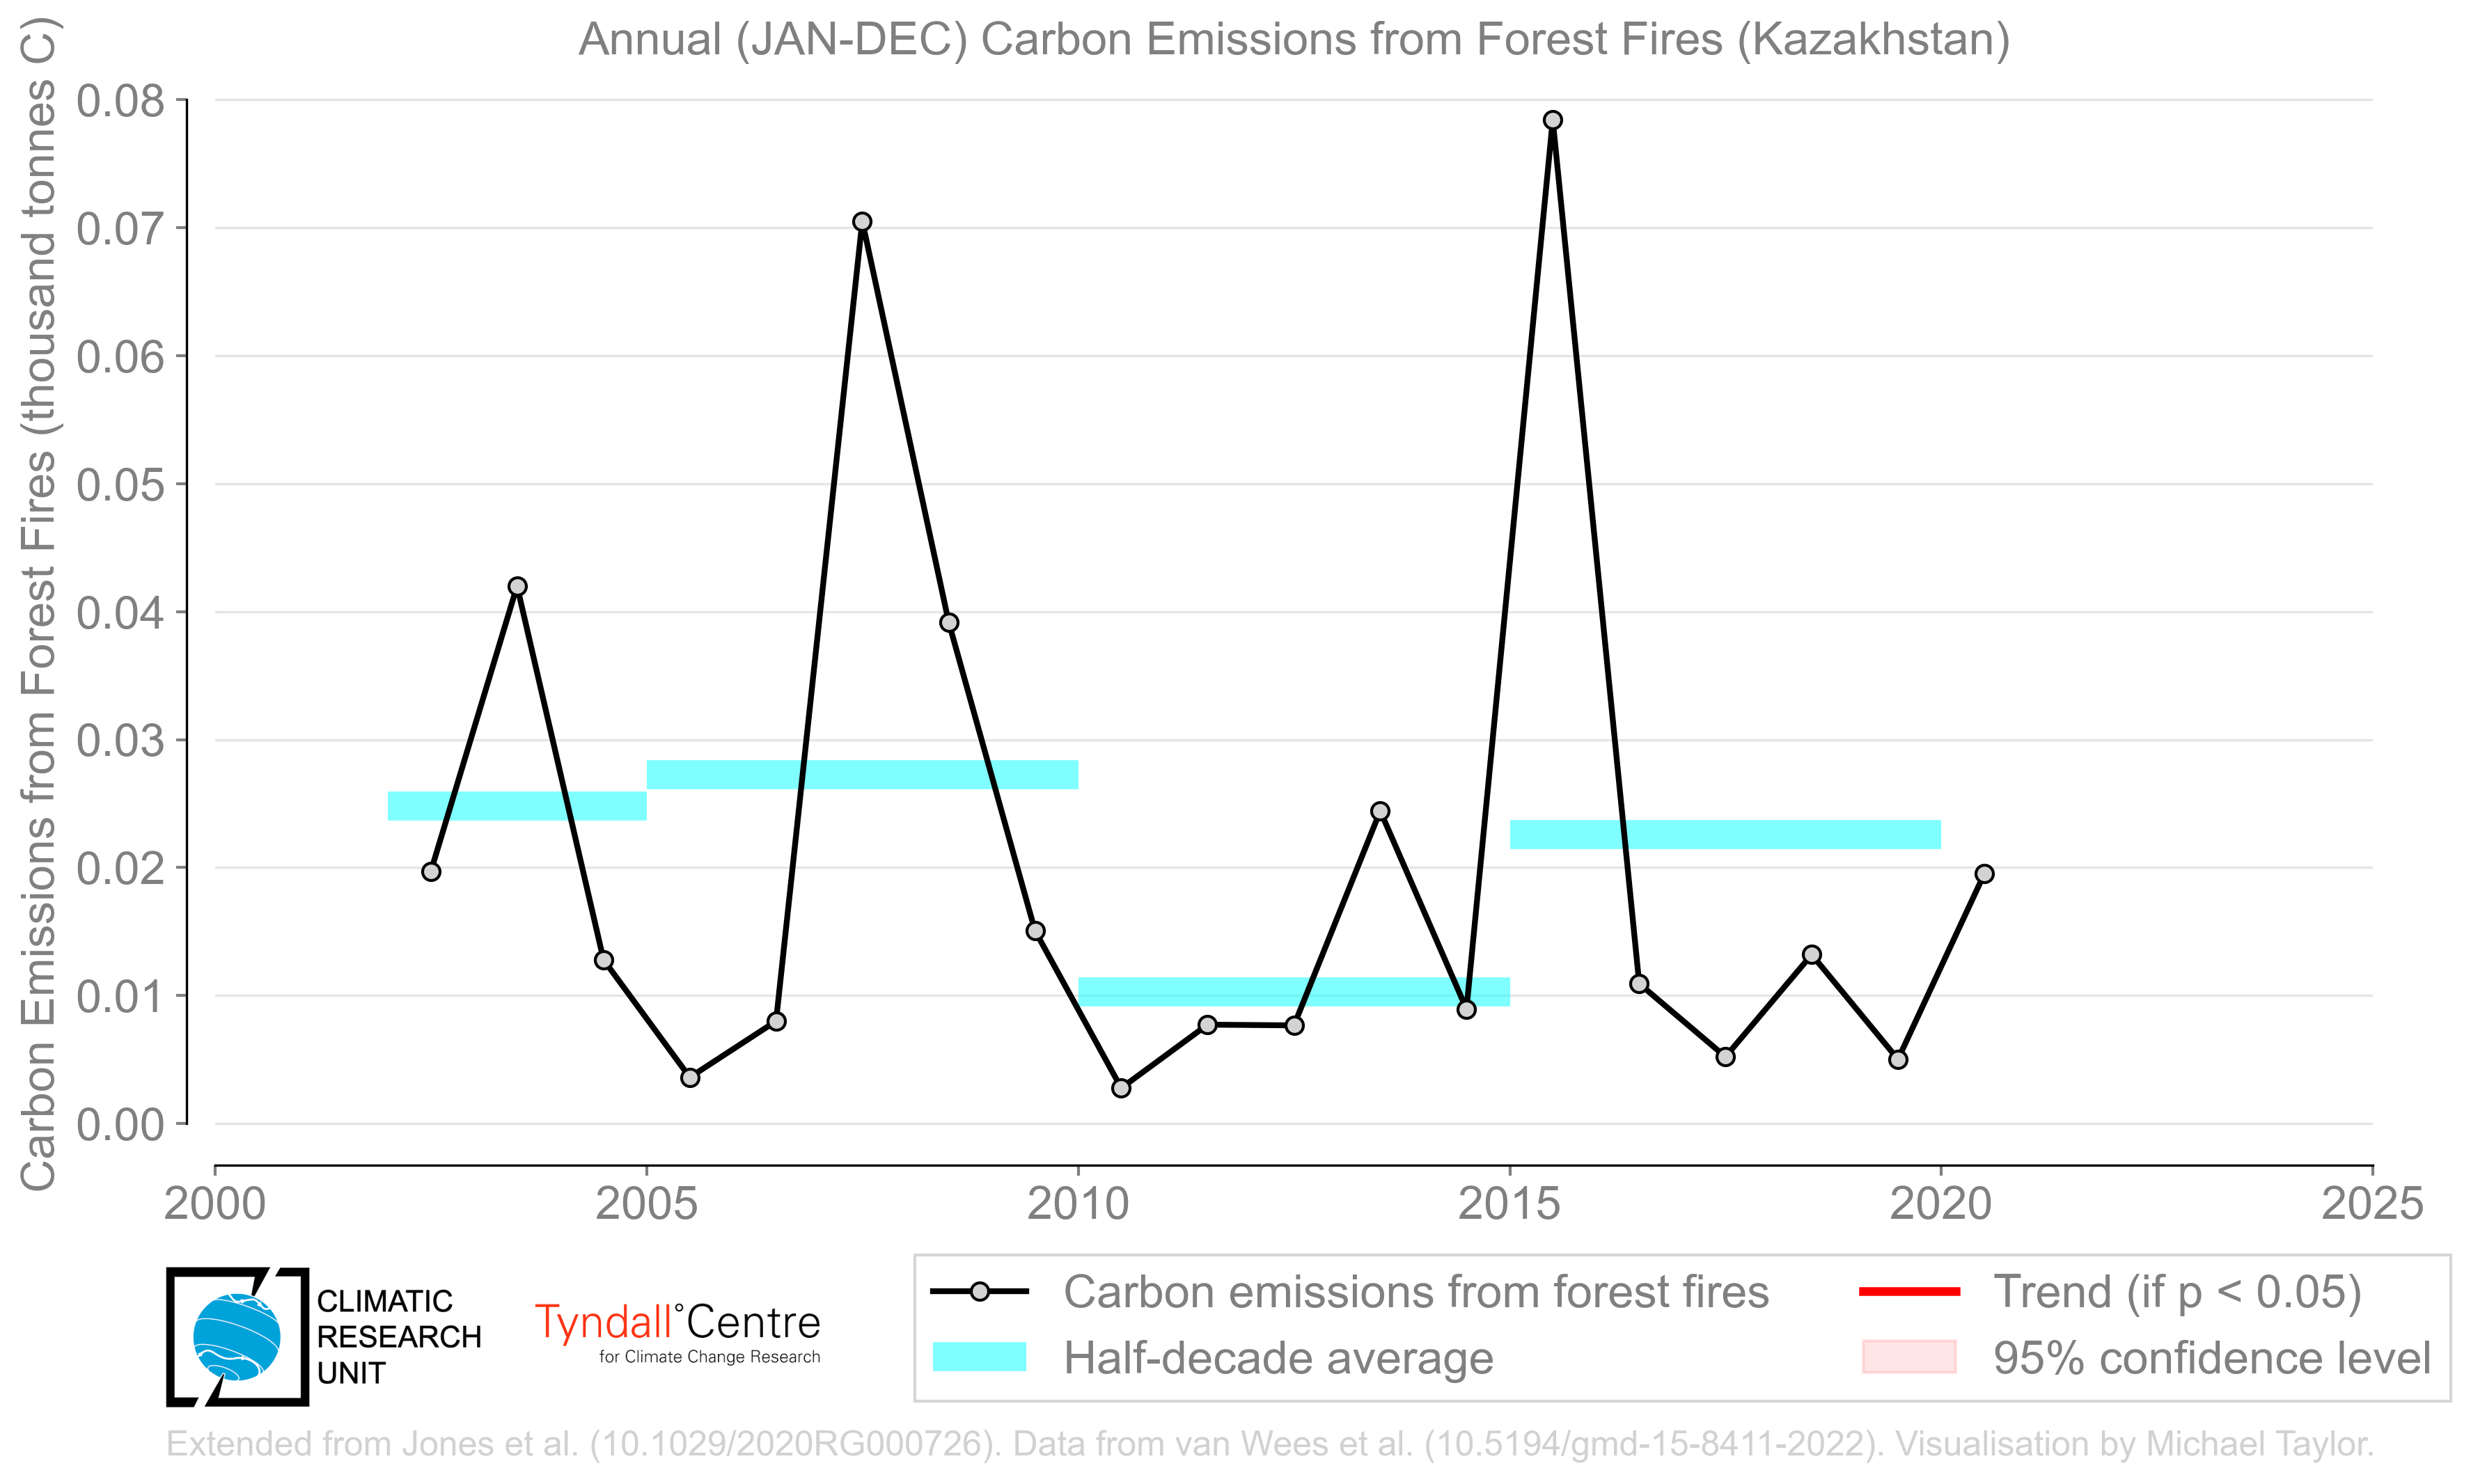 Annual (JAN-DEC) Carbon Emissions from Forest Fires (Kazakhstan)
Carbon Emissions from Forest Fires (thousand tonnes C)
0.08
0.07
0.06
0.05
0.04
0.03
0.02
0.01
0.00
2000
2005
2010
2015
2020
2025
CLIMATIC
RESEARCH
UNIT
Tyndall°Centre
for Climate Change Research
Carbon emissions from forest fires
Half-decade average
Trend (if p < 0.05)
95% confidence level
Extended from Jones et al. (10.1029/2020RG000726). Data from van Wees et al. (10.5194/gmd-15-8411-2022). Visualisation by Michael Taylor.